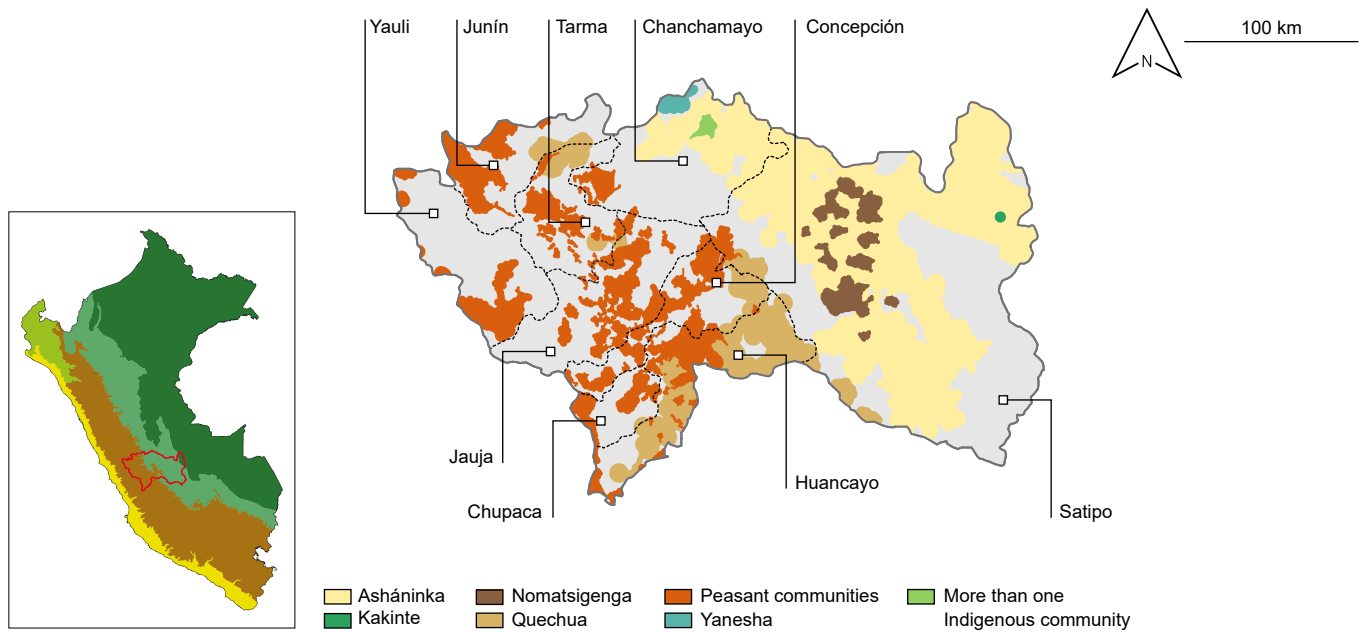 Yauli
Junín
Tarma
Chanchamayo
Concepción
N
100 km
Jauja
Chupaca
Huancayo
Satipo
Asháninka
Nomatsigenga
Peasant communities
More than one
Indigenous community
Kakinte
Quechua
Yanesha